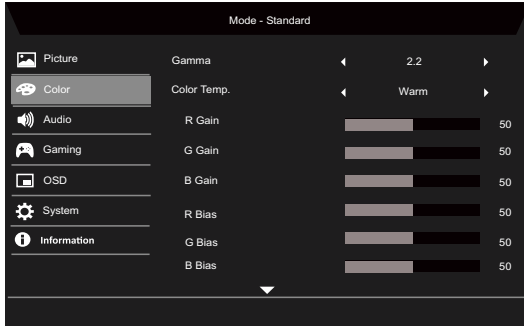 Mode - Standard
Picture
Gamma 2.2
Color
Color Temp. Warm
Audio
R Gain 50
Gaming
G Gain 50
OSD
B Gain 50
System
R Bias 50
Information
G Bias 50
B Bias 50